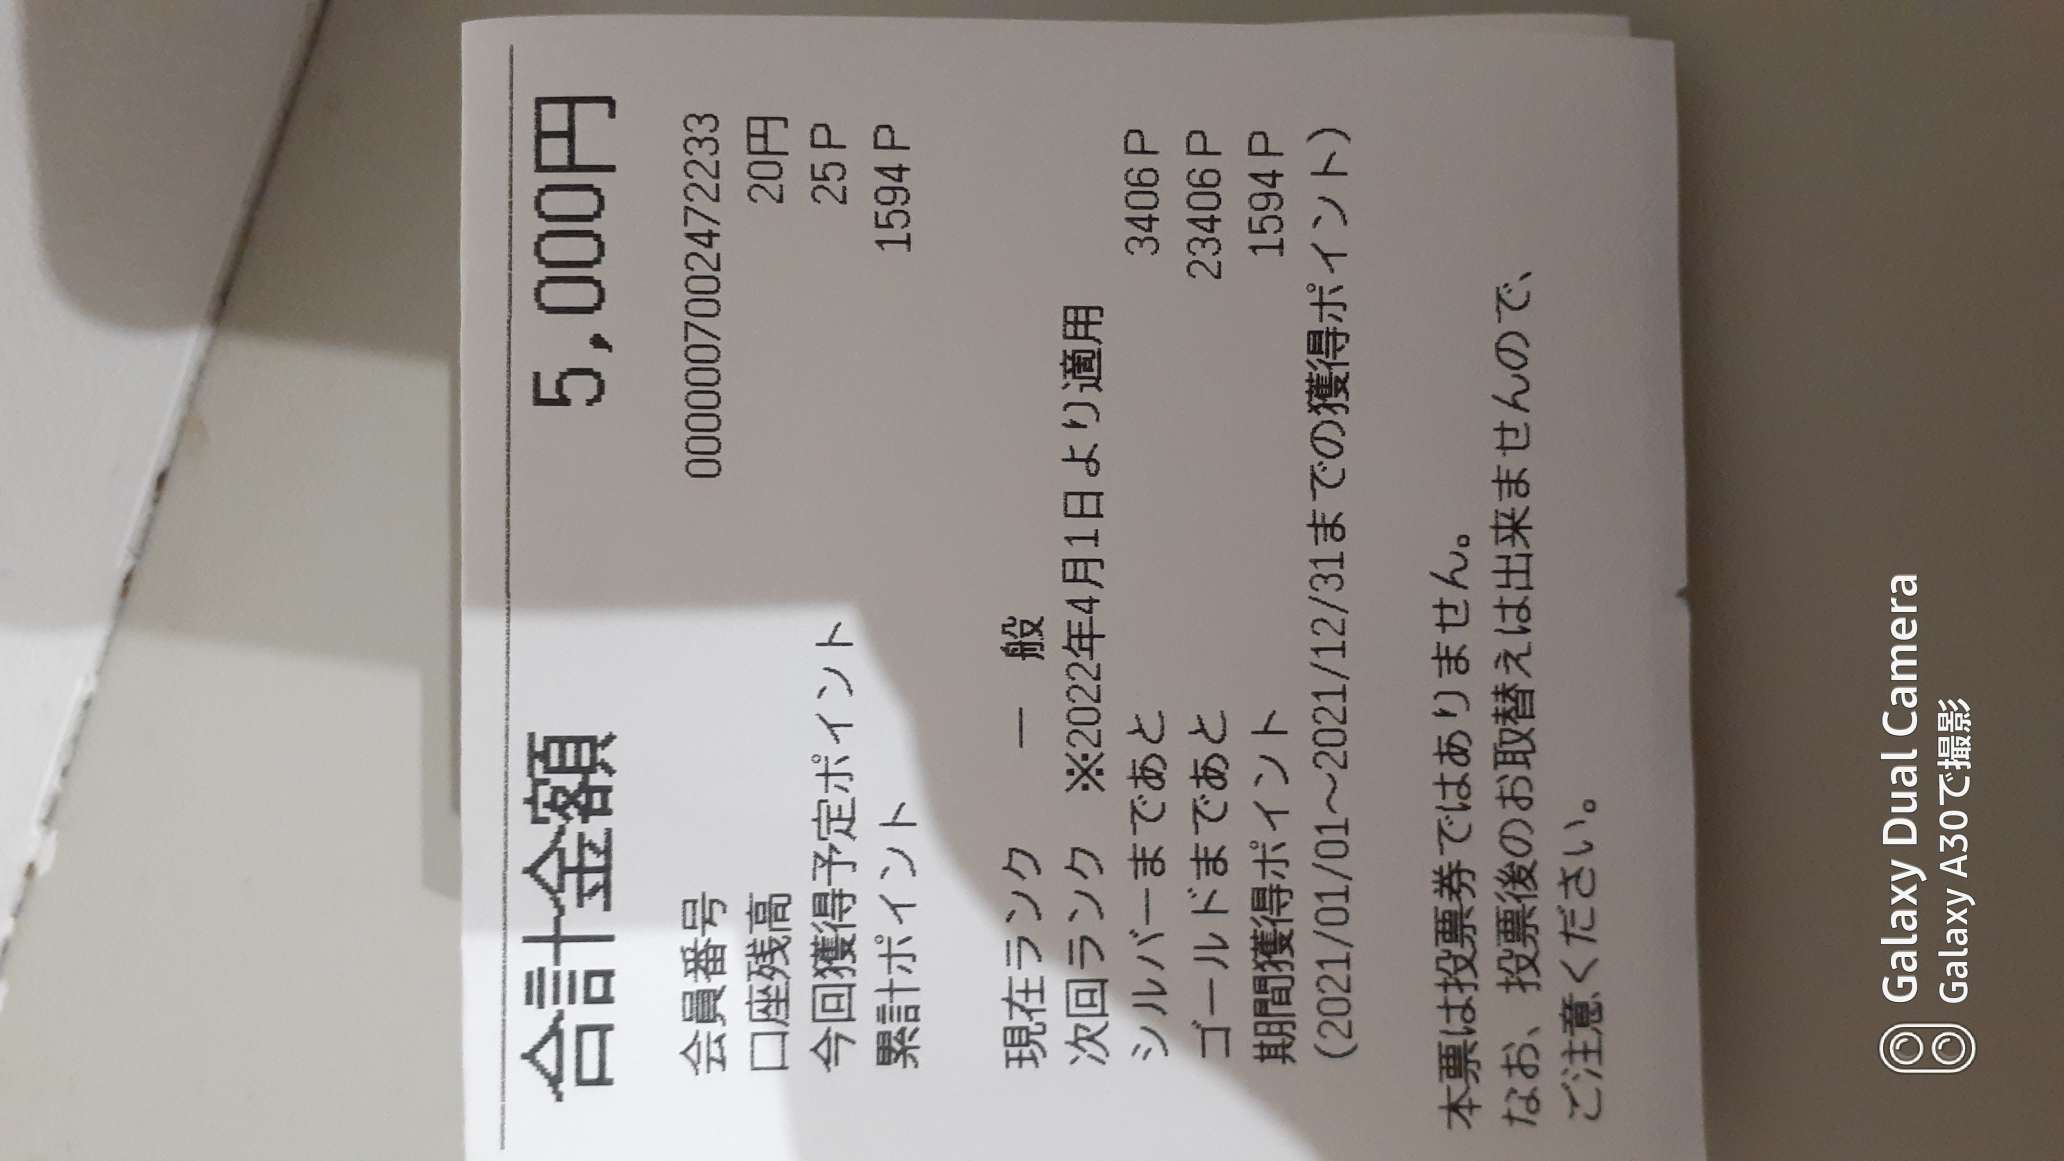 合計金額 5,000円
会員番号 0000070024722​33
口座残高 20円
今回獲得予定ポイント 25P
累計ポイント 1594P
現在ランク 一 般
次回ランク ※2022年4月1日より適用
シルバーまであと 3406P
ゴールドまであと 23406P
期間獲得ポイント 1594P
(2021/01/01～2021/12/31までの獲得ポイント)
本票は投票券ではありません。
なお、投票後のお取替えは出来ませんので、
ご注意ください。
Galaxy Dual Camera
Galaxy A30で撮影